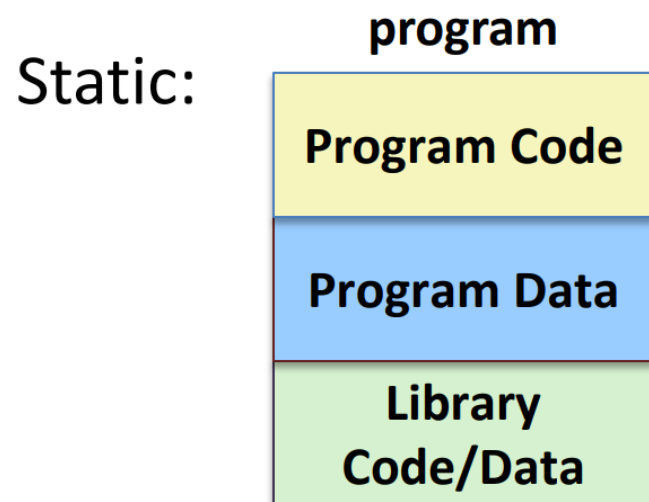 program
Static:
Program Code
Program Data
Library
Code/Data